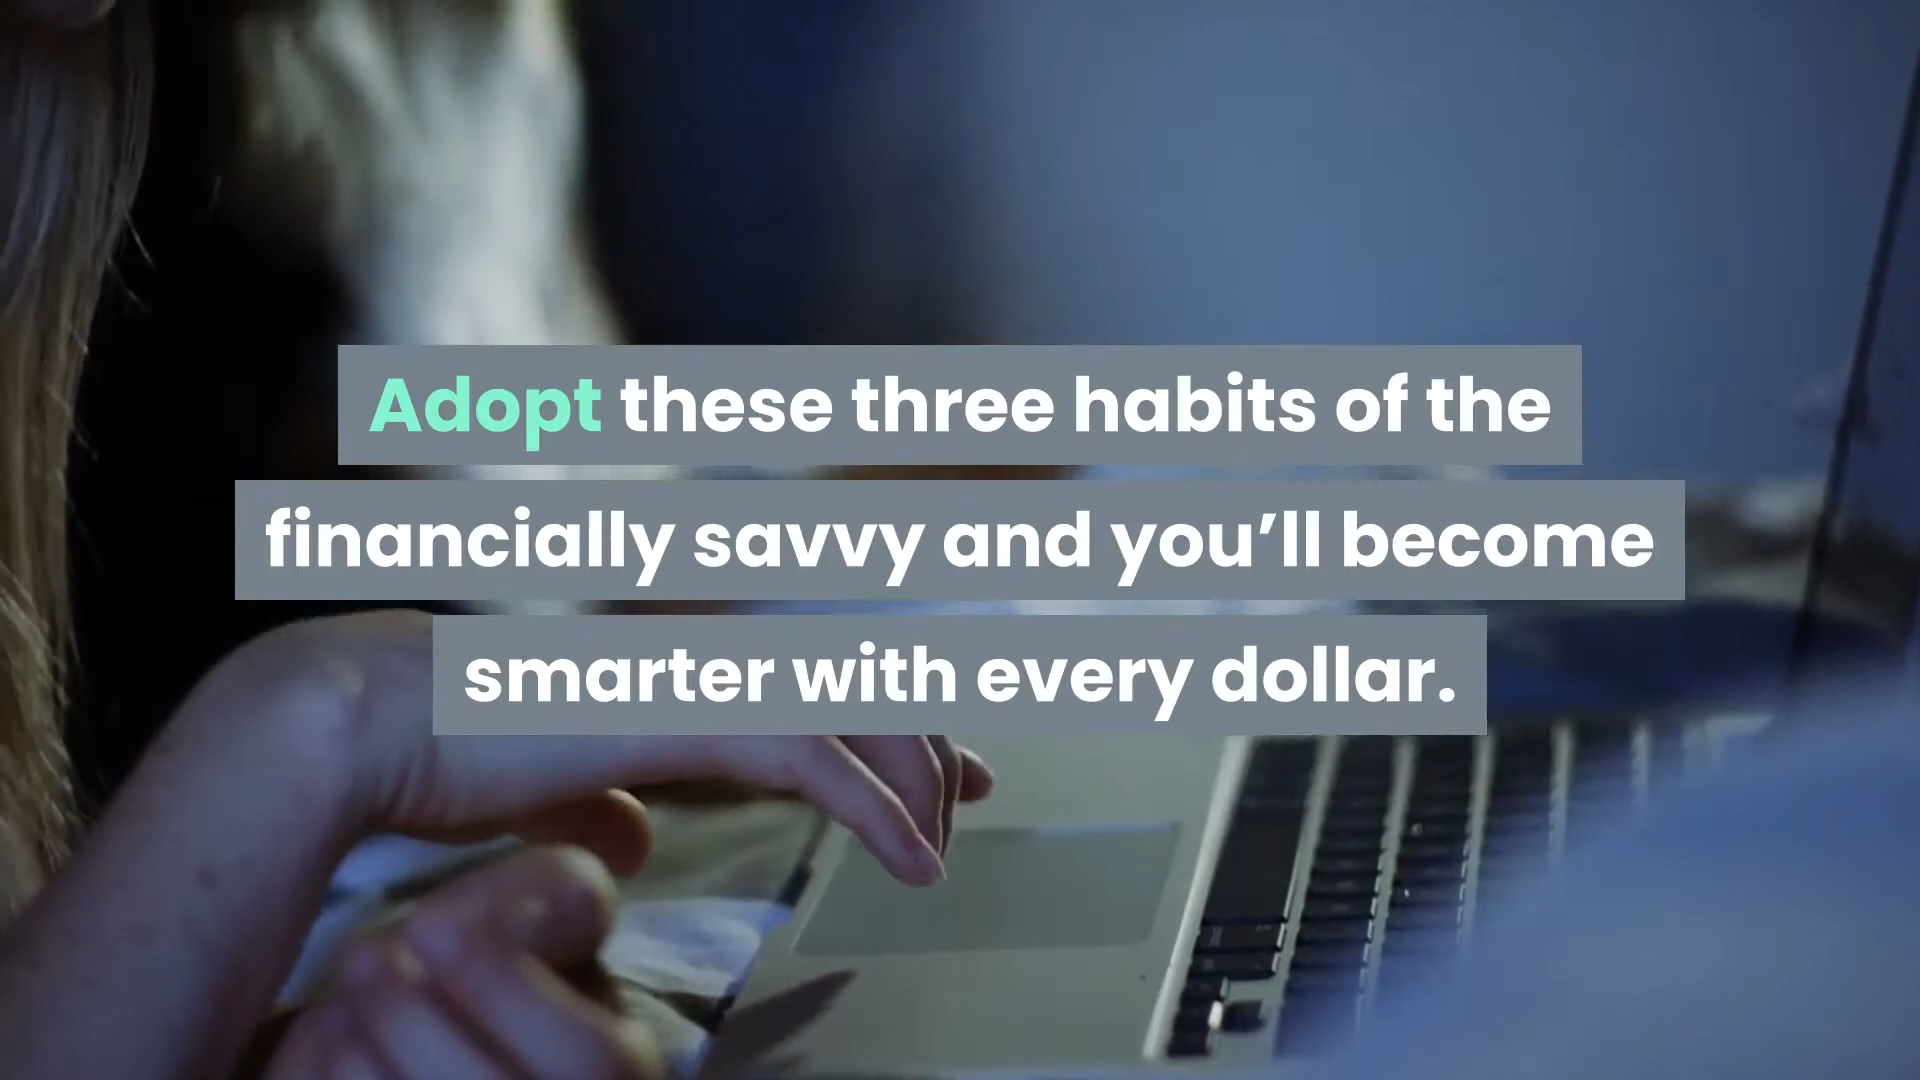 Adopt these three habits of the
financially savvy and you’ll become
smarter with every dollar.